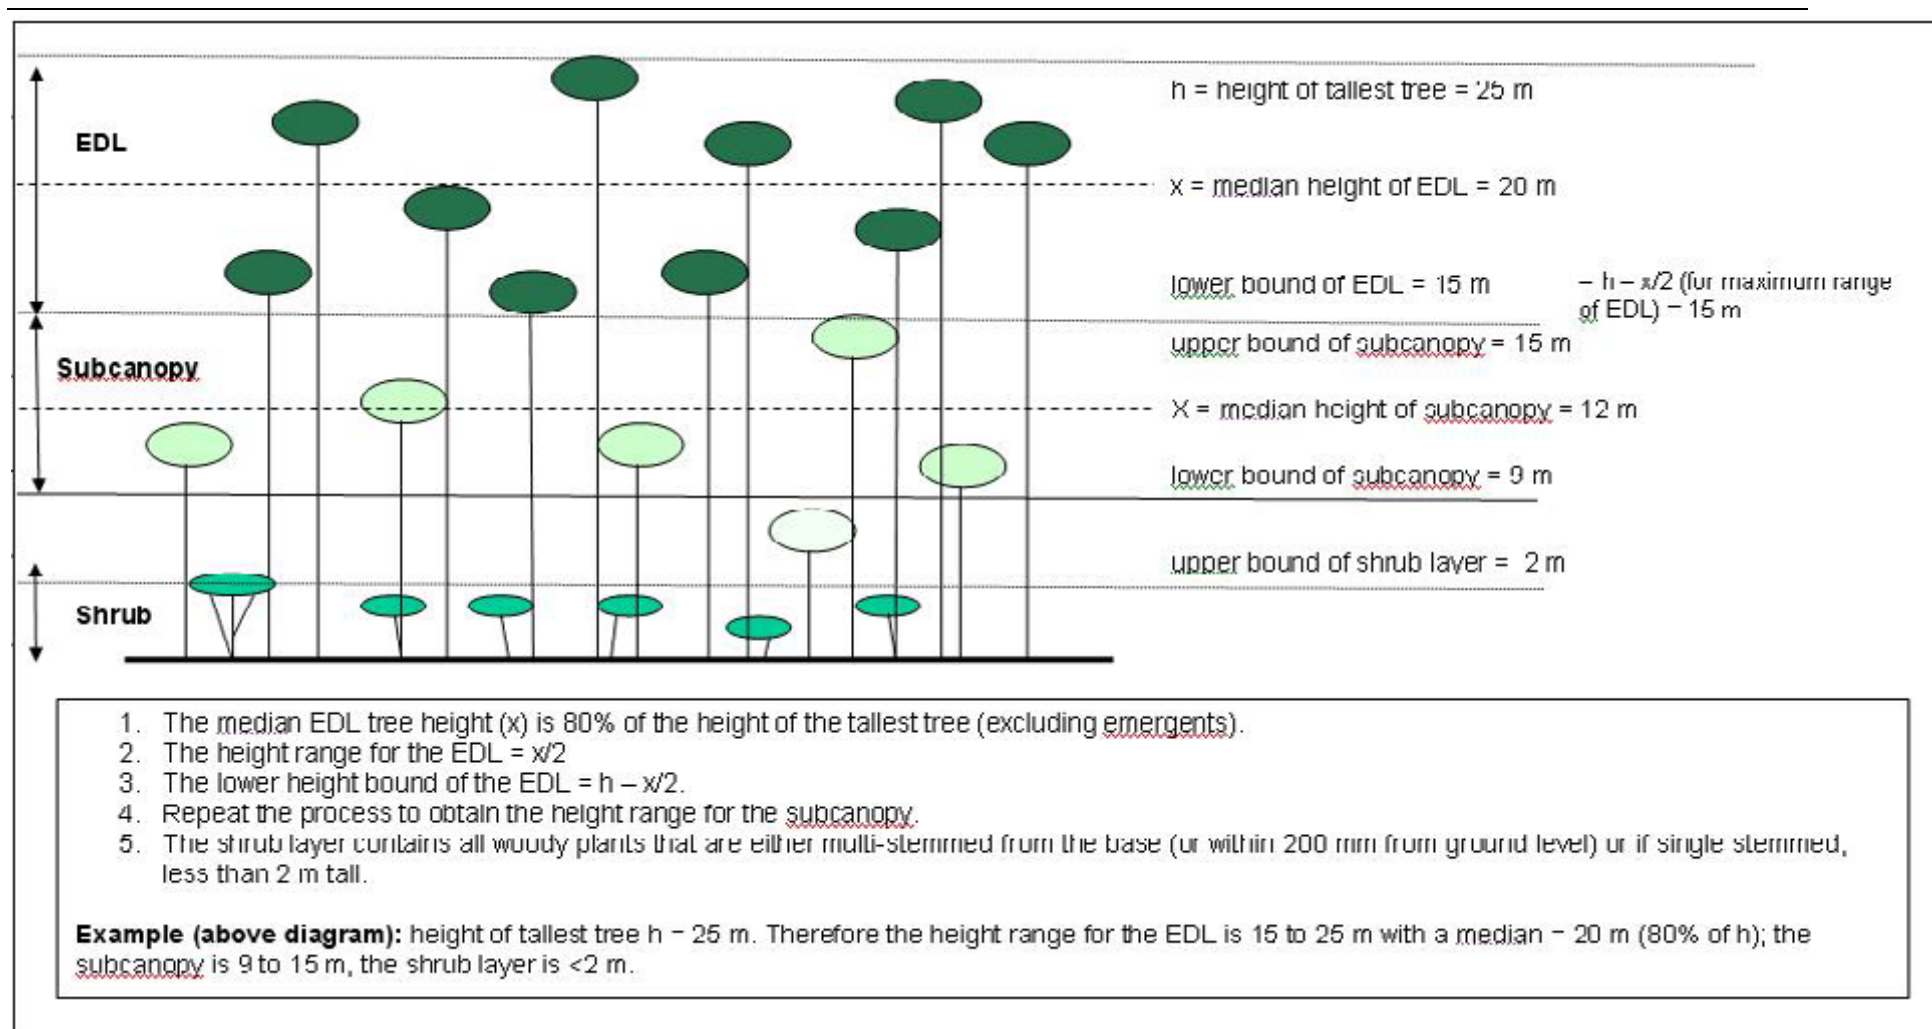 h = height of tallest tree = 25 m
EDL
x = median height of EDL = 20 m
lower bound of EDL = 15 m
– h – x/2 (for maximum range
of EDL) – 15 m
upper bound of subcanopy = 15 m
Subcanopy
X = median height of subcanopy = 12 m
lower bound of subcanopy = 9 m
upper bound of shrub layer = 2 m
Shrub
1. The median EDL tree height (x) is 80% of the height of the tallest tree (excluding emergents).
2. The height range for the EDL = x/2
3. The lower height bound of the EDL = h – x/2.
4. Repeat the process to obtain the height range for the subcanopy.
5. The shrub layer contains all woody plants that are either multi-stemmed from the base (or within 200 mm from ground level) or if single stemmed,
less than 2 m tall.
Example (above diagram): height of tallest tree h – 25 m. Therefore the height range for the EDL is 15 to 25 m with a median – 20 m (80% of h); the
subcanopy is 9 to 15 m, the shrub layer is <2 m.